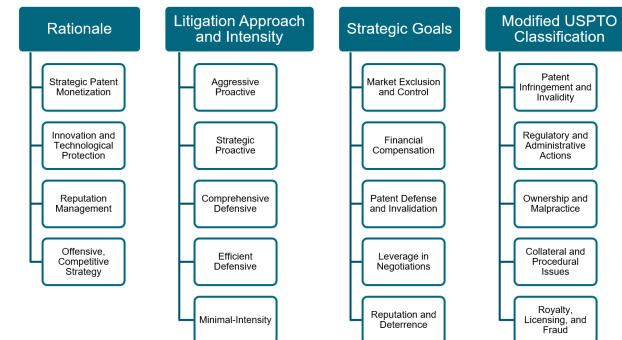 Rationale
Strategic Patent
Monetization
Innovation and
Technological
Protection
Reputation
Management
Offensive,
Competitive
Strategy
Litigation Approach
and Intensity
Aggressive
Proactive
Strategic
Proactive
Comprehensive
Defensive
Efficient
Defensive
Minimal-Intensity
Strategic Goals
Market Exclusion
and Control
Financial
Compensation
Patent Defense
and Invalidation
Leverage in
Negotiations
Reputation and
Deterrence
Modified USPTO
Classification
Patent
Infringement and
Invalidity
Regulatory and
Administrative
Actions
Ownership and
Malpractice
Collateral and
Procedural
Issues
Royalty,
Licensing, and
Fraud